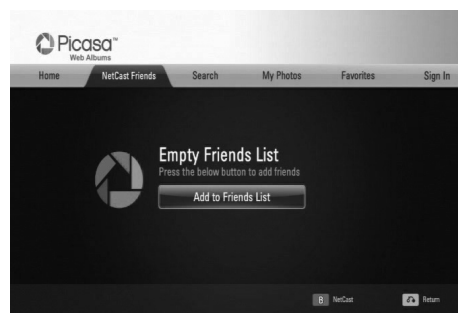 Picasa™
Web Albums
Home NetCast Friends Search My Photos Favorites Sign In
Empty Friends List
Press the below button to add friends
Add to Friends List
8 NetCast Return